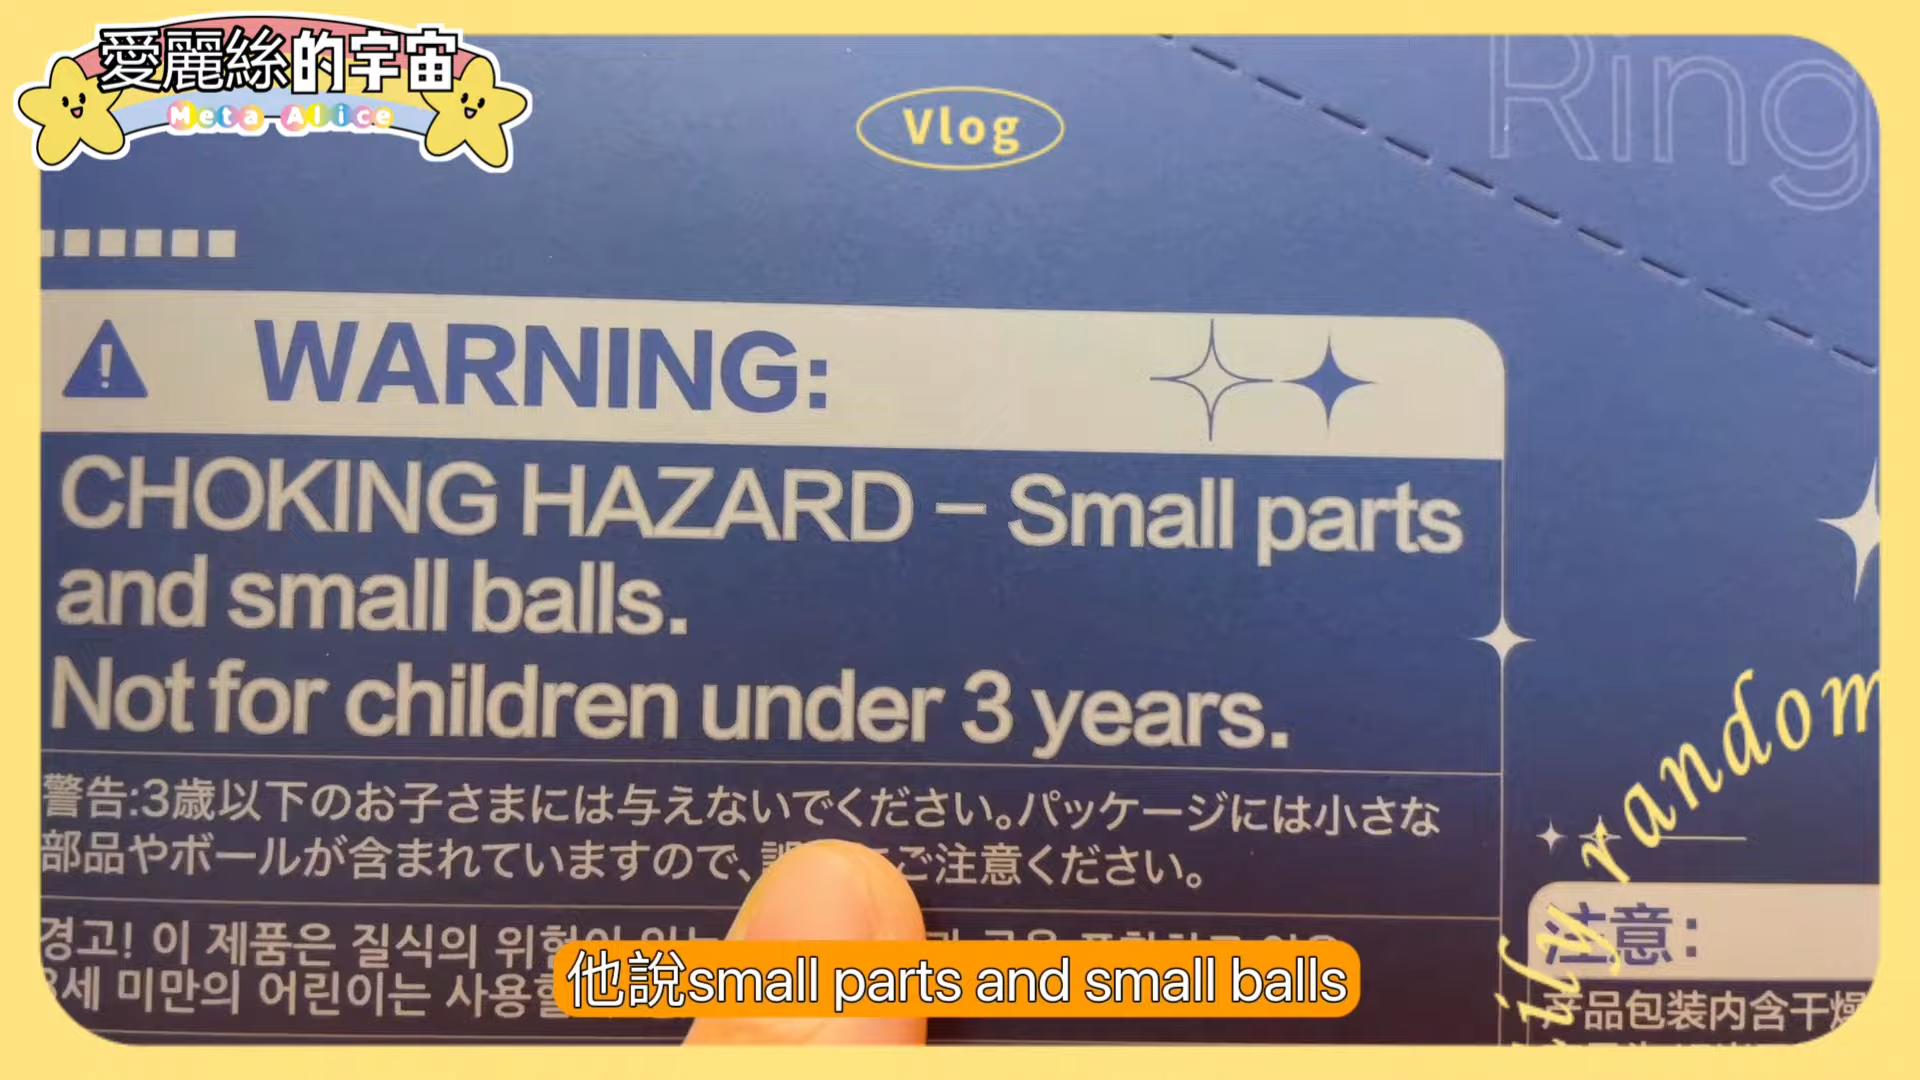 愛麗絲的宇宙
Meta-Alice
Vlog
Ring
WARNING:
CHOKING HAZARD – Small parts
and small balls.
Not for children under 3 years.
警告:3歳以下のお子さまには与えないでください。パッケージには小さな
部品やボールが含まれていますので、ご注意ください。
경고! 이 제품은 질식의
3세 미만의 어린이는
random
注意:
产品包装内含干燥
他說small parts and small balls